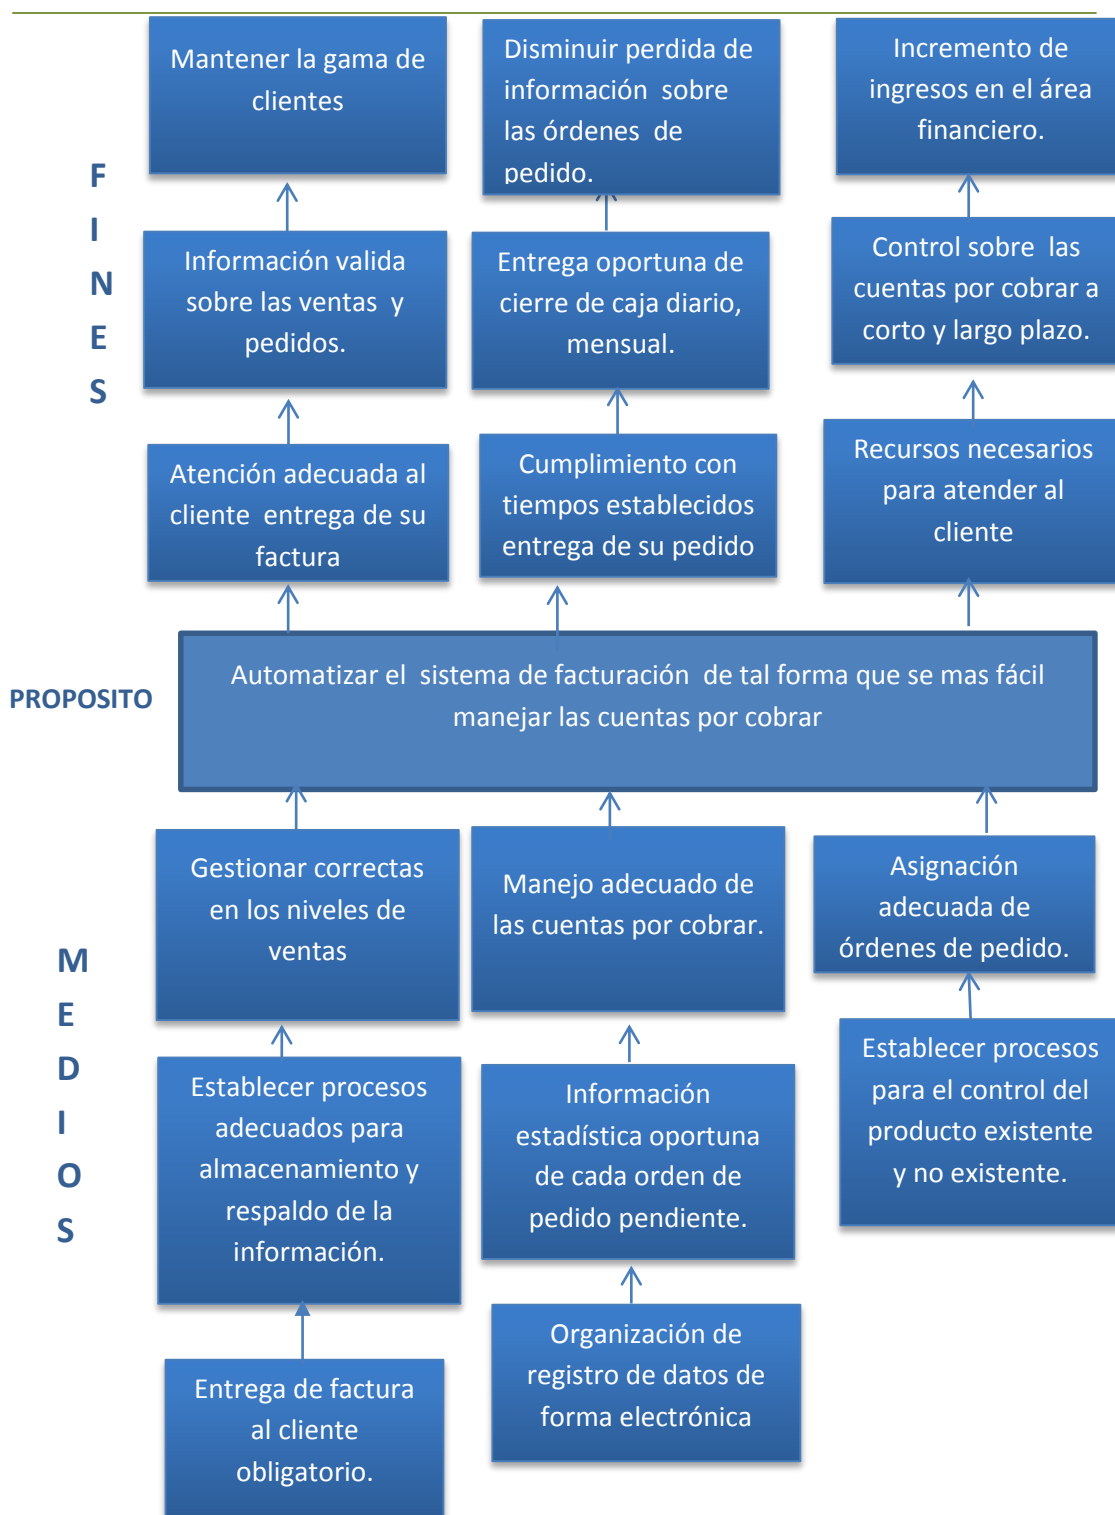 Mantener la gama de
clientes
Disminuir perdida de
información sobre
las órdenes de
pedido.
Incremento de
ingresos en el área
financiero.
F
I
N
E
S
Información valida
sobre las ventas y
pedidos.
Entrega oportuna de
cierre de caja diario,
mensual.
Control sobre las
cuentas por cobrar a
corto y largo plazo.
Atención adecuada al
cliente entrega de su
factura
Cumplimiento con
tiempos establecidos
entrega de su pedido
Recursos necesarios
para atender al
cliente
PROPOSITO
Automatizar el sistema de facturación de tal forma que se mas fácil
manejar las cuentas por cobrar
Gestionar correctas
en los niveles de
ventas
Manejo adecuado de
las cuentas por cobrar.
Asignación
adecuada de
órdenes de pedido.
M
E
D
I
O
S
Establecer procesos
adecuados para
almacenamiento y
respaldo de la
información.
Información
estadística oportuna
de cada orden de
pedido pendiente.
Establecer procesos
para el control del
producto existente
y no existente.
Entrega de factura
al cliente
obligatorio.
Organización de
registro de datos de
forma electrónica